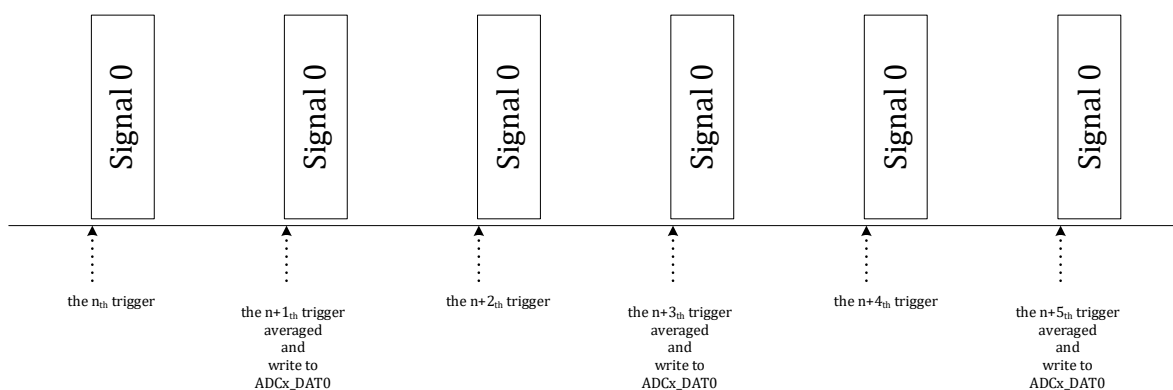 Signal 0
Signal 0
Signal 0
Signal 0
Signal 0
Signal 0
the nth trigger
the n+1th trigger
averaged
and
write to
ADCx_DAT0
the n+2th trigger
the n+3th trigger
averaged
and
write to
ADCx_DAT0
the n+4th trigger
the n+5th trigger
averaged
and
write to
ADCx_DAT0